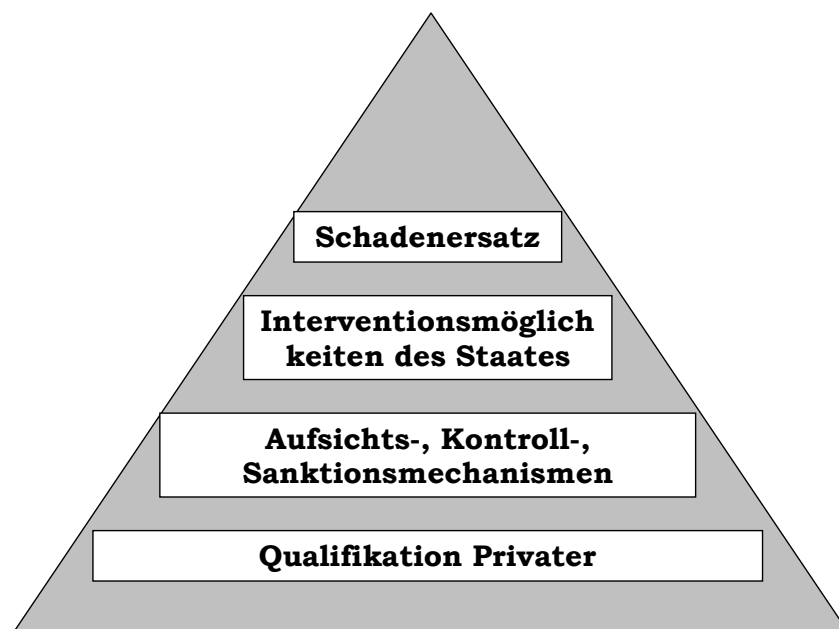 Schadenersatz
Interventionsmöglich
keiten des Staates
Aufsichts-, Kontroll-,
Sanktionsmechanismen
Qualifikation Privater